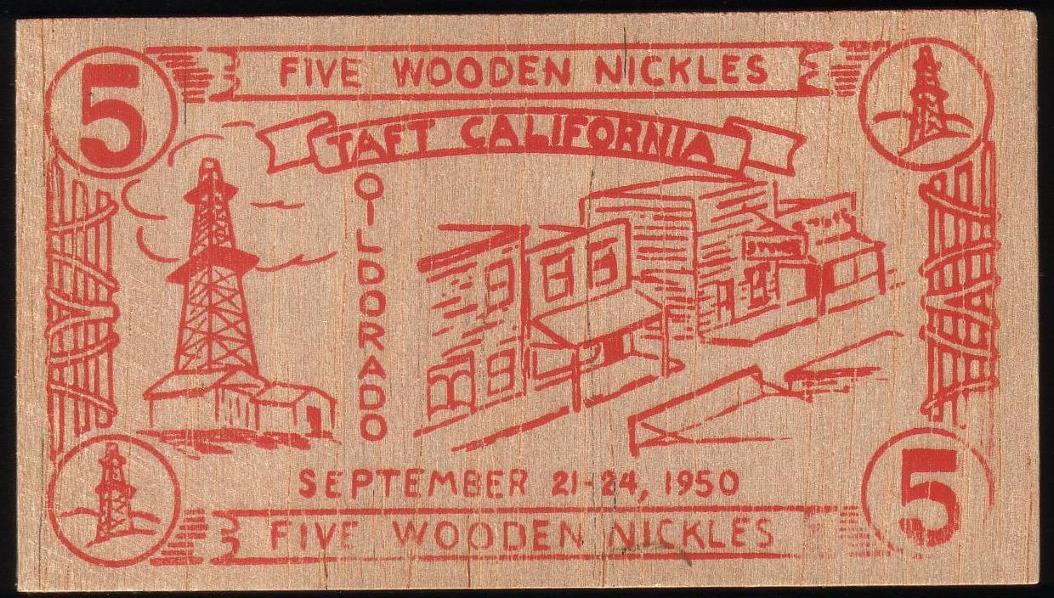 5
FIVE WOODEN NICKLES
TAFT CALIFORNIA
OILDORADO
SEPTEMBER 21-24, 1950
FIVE WOODEN NICKLES
5